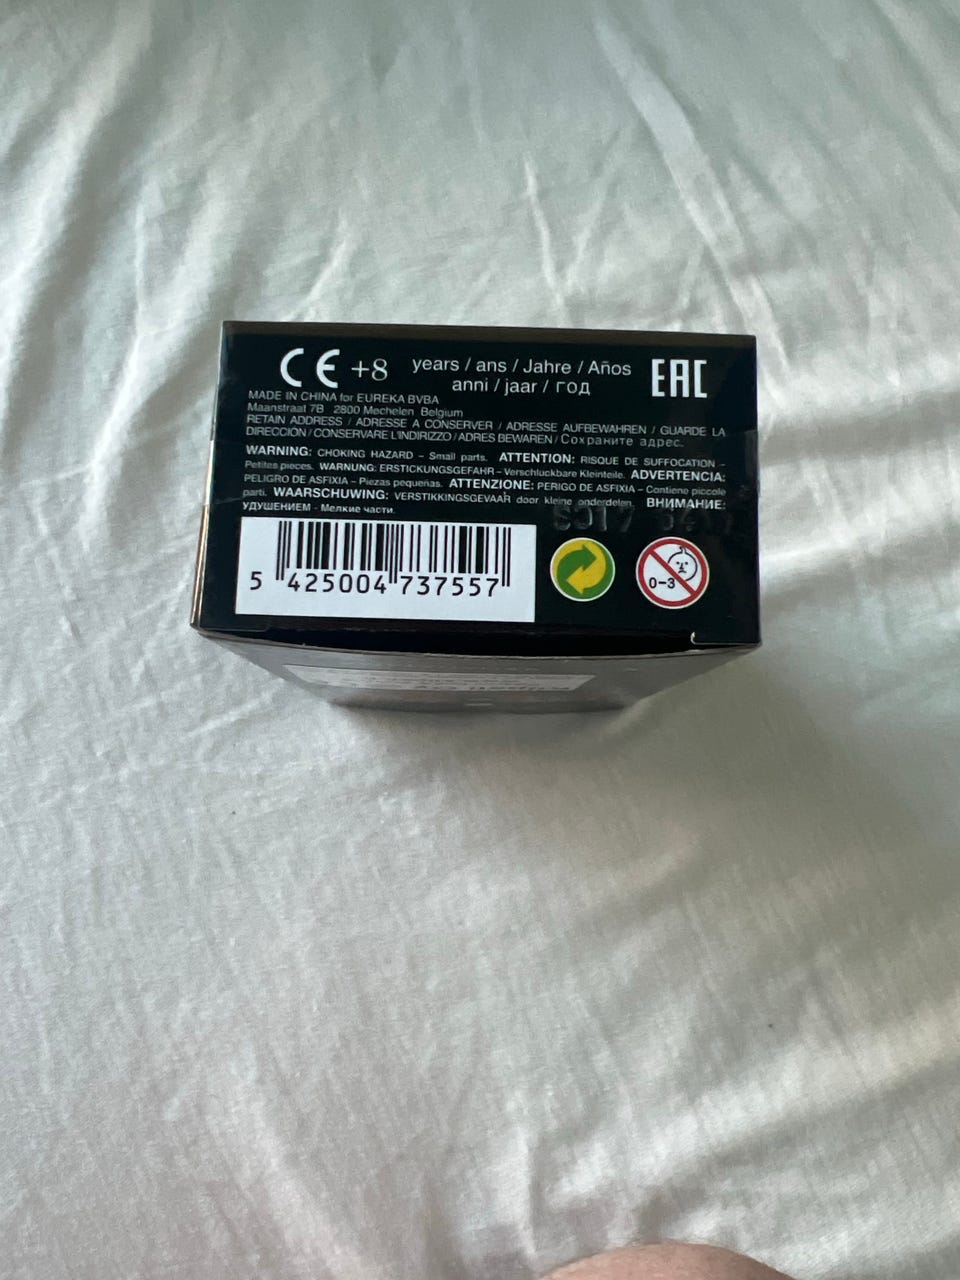 CE +8 years / ans / Jahre / Años EAC
anni / jaar / год
MADE IN CHINA for EUREKA BVBA
Maanstraat 7B 2800 Mechelen Belgium
RETAIN ADDRESS / ADRESSE A CONSERVER / ADRESSE AUFBEWAHREN / GUARDE LA
DIRECCIÓN / CONSERVARE L'INDIRIZZO / ADRES BEWAREN / Сохраните адрес.
WARNING: CHOKING HAZARD – Small parts. ATTENTION: RISQUE DE SUFFOCATION –
Petites pieces. WARNUNG: ERSTICKUNGSGEFAHR – Verschluckbare Kleinteile. ADVERTENCIA:
PELIGRO DE ASFIXIA – Piezas pequeñas. ATTENZIONE: PERIGO DE ASFIXIA – Contiene piccole
parti. WAARSCHUWING: VERSTIKKINGSGEVAAR door kleine onderdelen. ВНИМАНИЕ:
УДУШЕНИЕМ - Мелкие части.
5 425004 737557
0-3